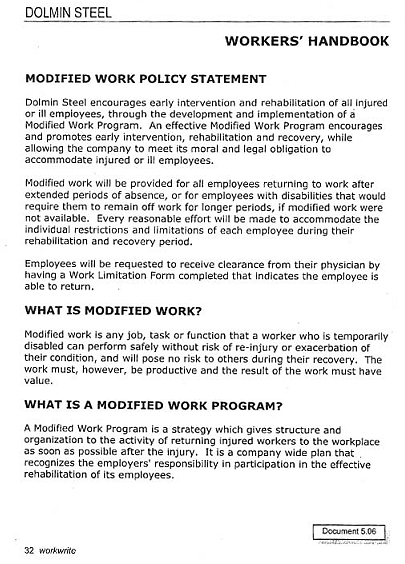 DOLMIN STEEL
WORKERS' HANDBOOK
MODIFIED WORK POLICY STATEMENT
Dolmin Steel encourages early intervention and rehabilitation of all injured
or ill employees, through the development and implementation of a
Modified Work Program. An effective Modified Work Program encourages
and promotes early intervention, rehabilitation and recovery, while
allowing the company to meet its moral and legal obligation to
accommodate injured or ill employees.
Modified work will be provided for all employees returning to work after
extended periods of absence, or for employees with disabilities that would
require them to remain off work for longer periods, if modified work were
not available. Every reasonable effort will be made to accommodate the
individual restrictions and limitations of each employee during their
rehabilitation and recovery period.
Employees will be requested to receive clearance from their physician by
having a Work Limitation Form completed that indicates the employee is
able to return.
WHAT IS MODIFIED WORK?
Modified work is any job, task or function that a worker who is temporarily
disabled can perform safely without risk of re-injury or exacerbation of
their condition, and will pose no risk to others during their recovery. The
work must, however, be productive and the result of the work must have
value.
WHAT IS A MODIFIED WORK PROGRAM?
A Modified Work Program is a strategy which gives structure and
organization to the activity of returning injured workers to the workplace
as soon as possible after the injury. It is a company wide plan that
recognizes the employers' responsibility in participation in the effective
rehabilitation of its employees.
Document 5.06
32 workwrite